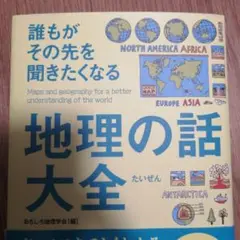 誰もが
その先を
聞きたくなる
Maps and geography for a better
understanding of the world
NORTH AMERICA AFRICA
EUROPE ASIA
地理の話
大全
たいぜん
ANTARCTICA
おもしろ地理学会[編]